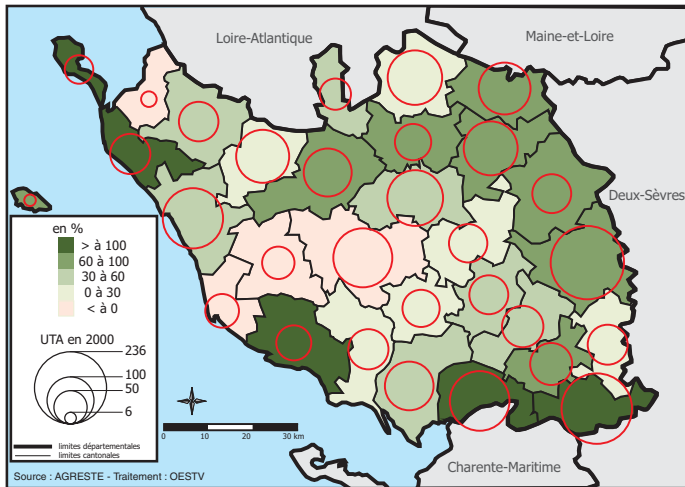 Loire-Atlantique
Maine-et-Loire
Deux-Sèvres
en %
> à 100
60 à 100
30 à 60
0 à 30
< à 0
UTA en 2000
236
100
50
6
limites départementales
limites cantonales
0 10 20 30 km
Charente-Maritime
Source : AGRESTE - Traitement : OESTV